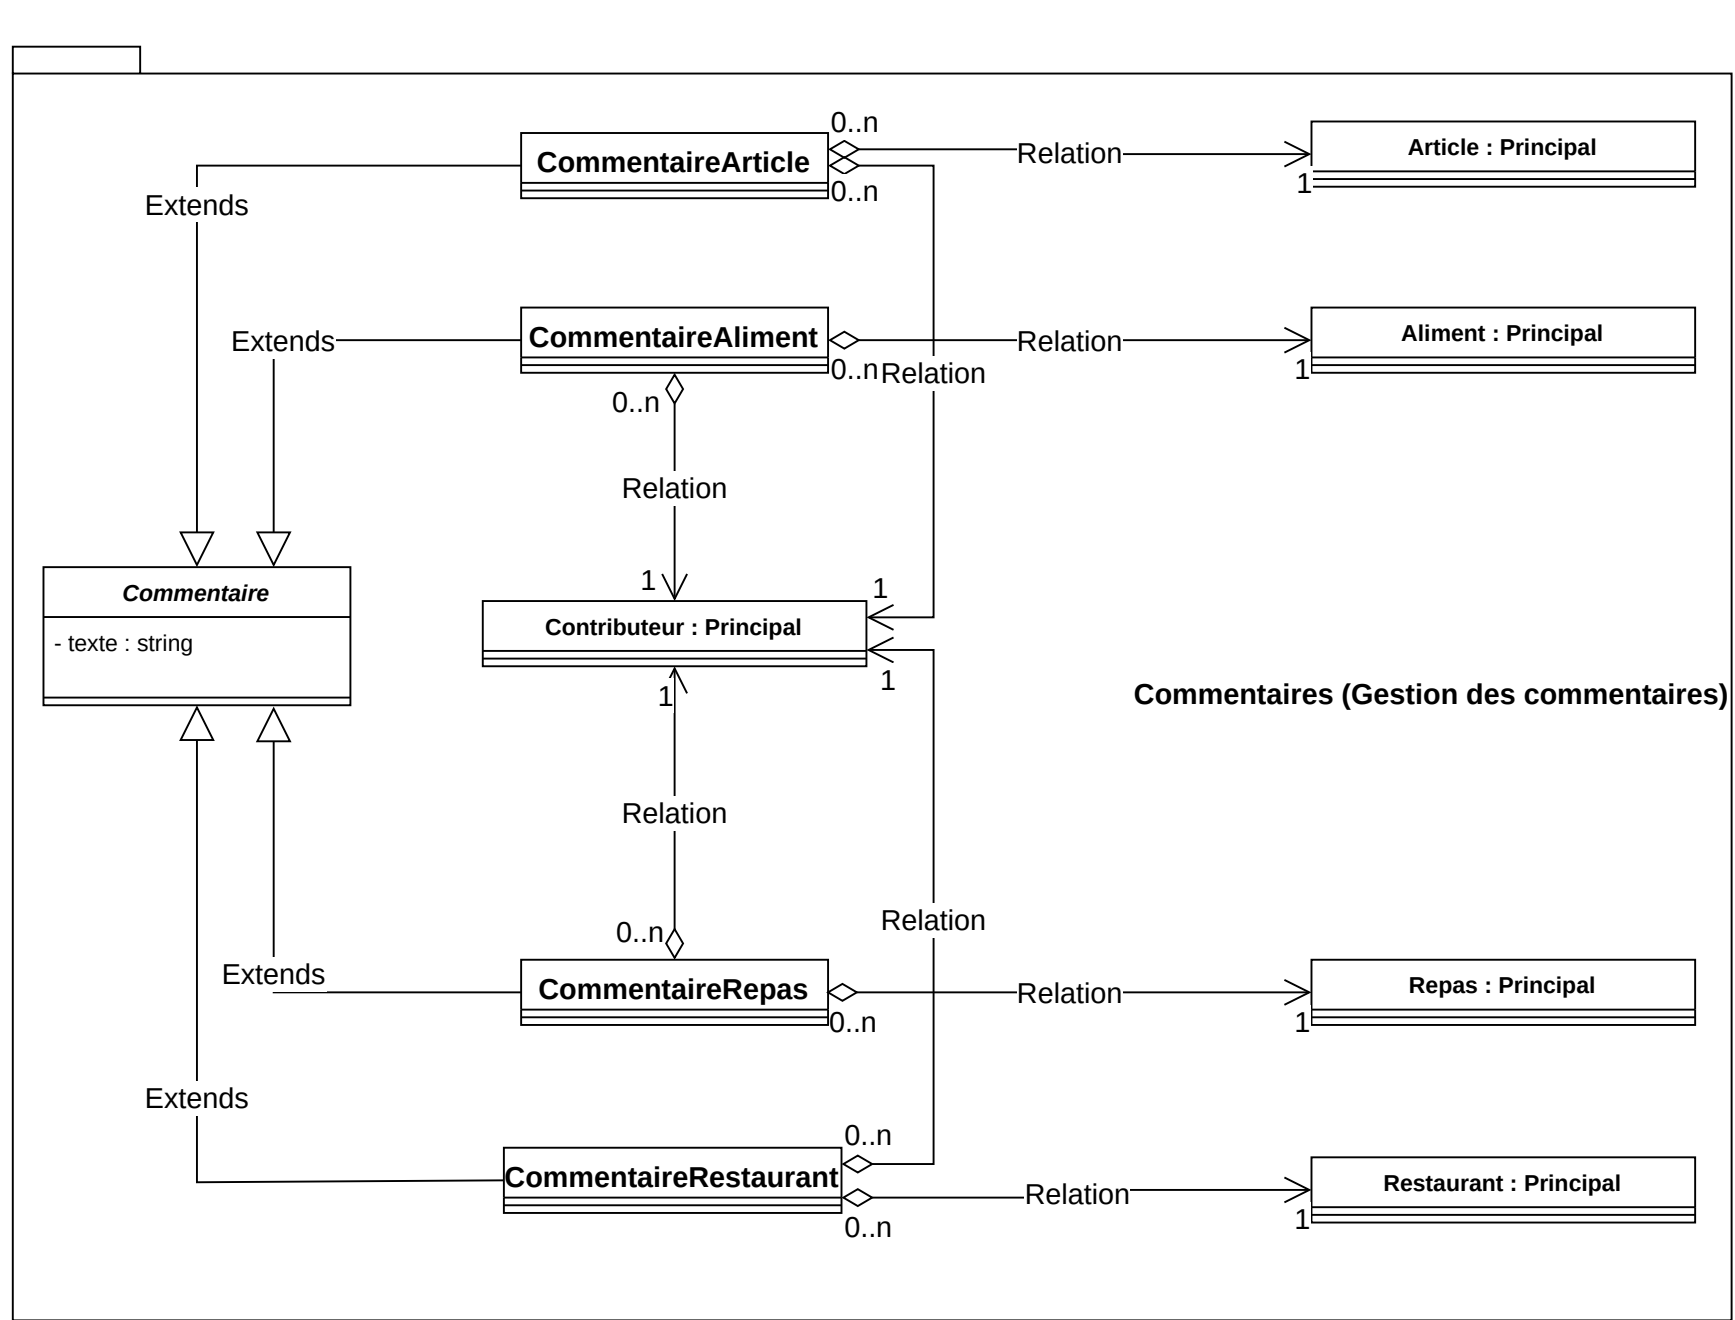 0..n
CommentaireArticle
Relation
Article : Principal
0..n
1
Extends
CommentaireAliment
Extends
Relation
Aliment : Principal
0..n
Relation
1
0..n
Relation
1
1
Commentaire
- texte : string
Contributeur : Principal
1
1
Commentaires (Gestion des commentaires)
Relation
0..n
Relation
Extends
CommentaireRepas
Relation
Repas : Principal
0..n
1
Extends
0..n
CommentaireRestaurant
Relation
Restaurant : Principal
0..n
1